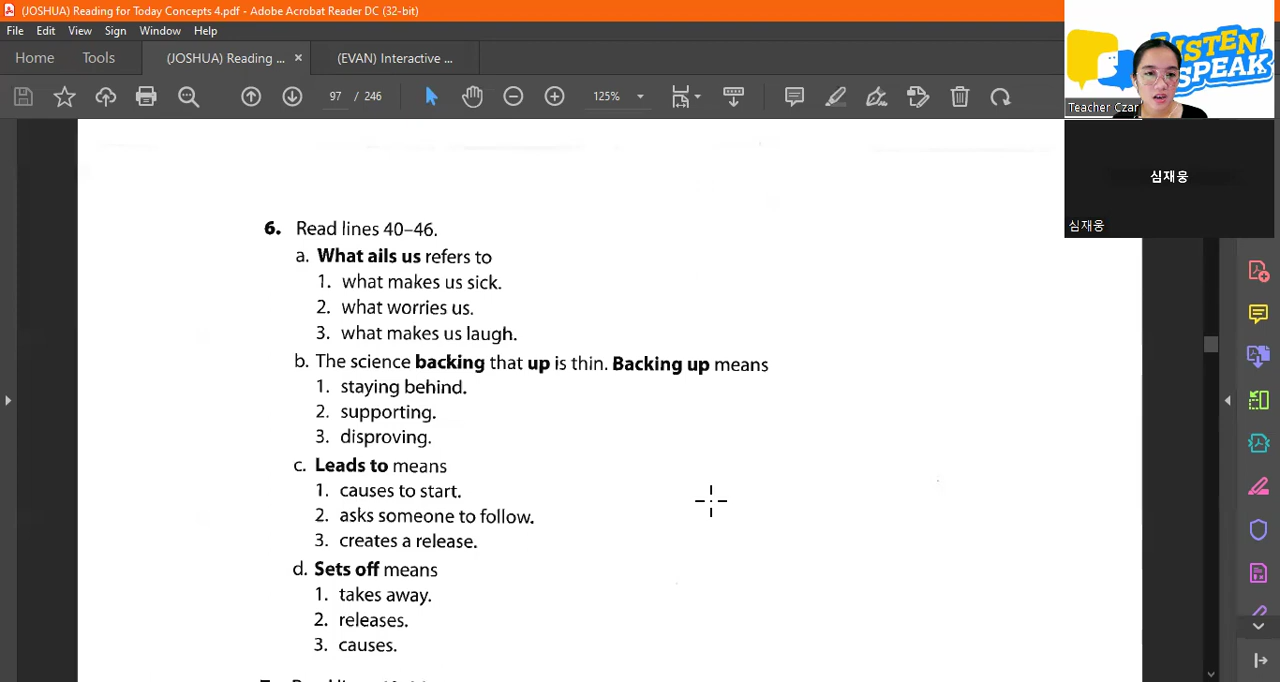 (JOSHUA) Reading for Today Concepts 4.pdf - Adobe Acrobat Reader DC (32-bit)
File Edit View Sign Window Help
Home Tools (JOSHUA) Reading ... × (EVAN) Interactive ...
97 / 246 125%
LISTEN
SPEAK
Teacher Czar
심재웅
심재웅
6. Read lines 40–46.
a. What ails us refers to
1. what makes us sick.
2. what worries us.
3. what makes us laugh.
b. The science backing that up is thin. Backing up means
1. staying behind.
2. supporting.
3. disproving.
c. Leads to means
1. causes to start.
2. asks someone to follow.
3. creates a release.
d. Sets off means
1. takes away.
2. releases.
3. causes.